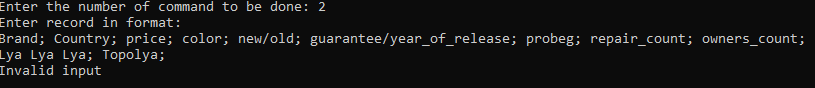 Enter the number of command to be done: 2
Enter record in format:
Brand; Country; price; color; new/old; guarantee/year_of_release; probeg; repair_count; owners_count;
Lya Lya Lya; Topolya;
Invalid input